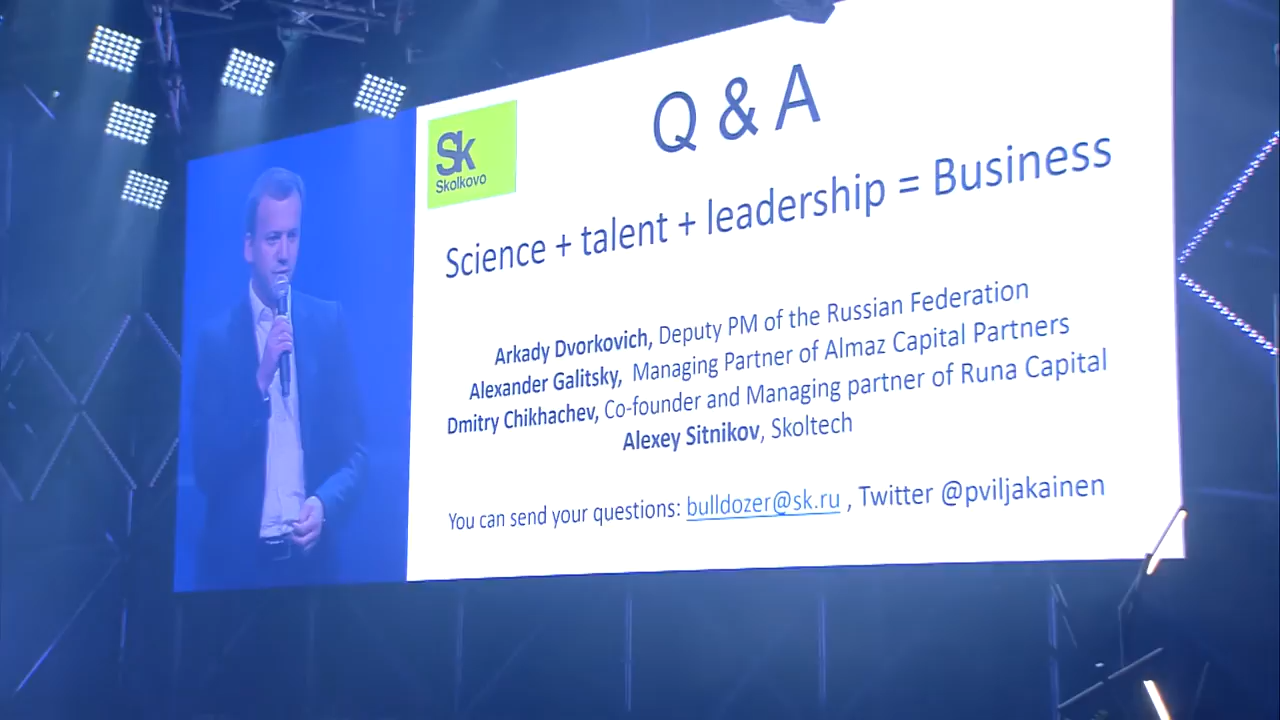 Sk
Skolkovo
Q & A
Science + talent + leadership = Business
Arkady Dvorkovich, Deputy PM of the Russian Federation
Alexander Galitsky, Managing Partner of Almaz Capital Partners
Dmitry Chikhachev, Co-founder and Managing partner of Runa Capital
Alexey Sitnikov, Skoltech
You can send your questions: bulldozer@sk.ru , Twitter @pviljakainen